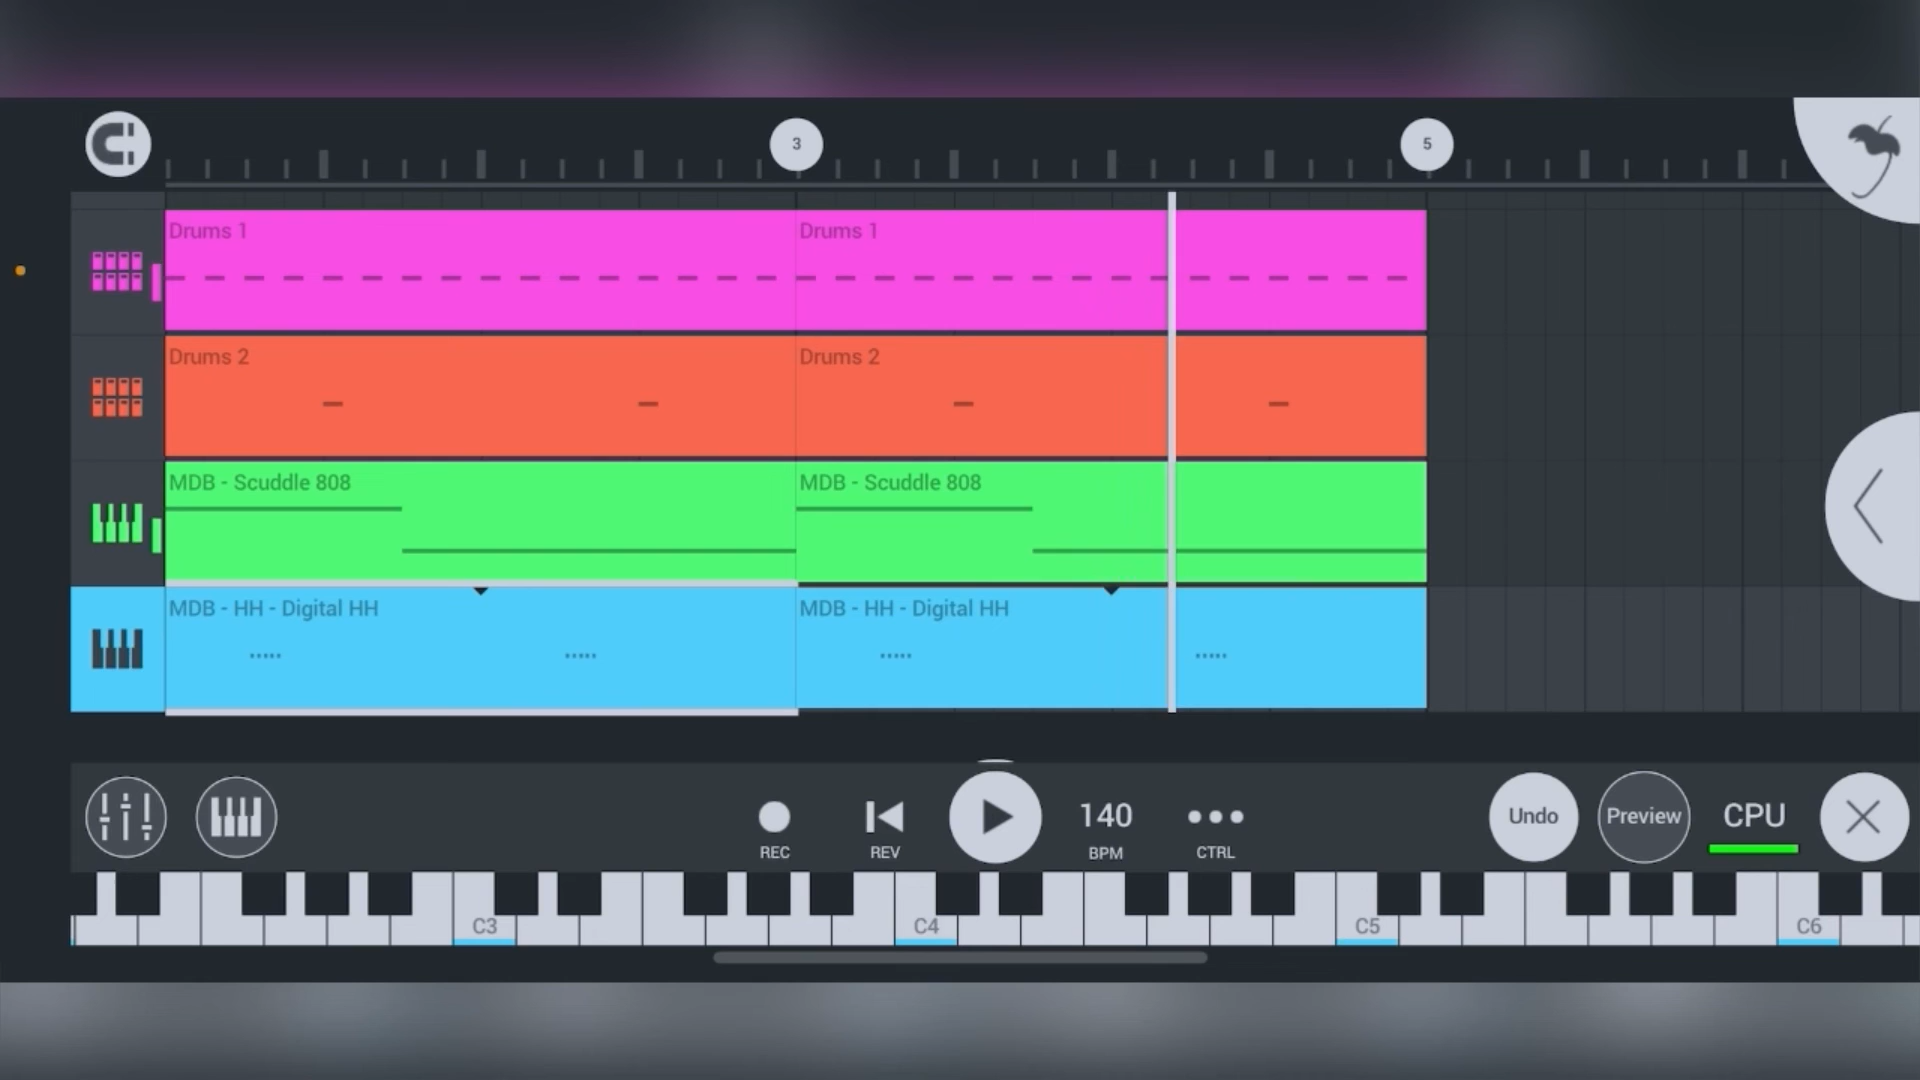 3
5
Drums 1
Drums 1
Drums 2
Drums 2
MDB - Scuddle 808
MDB - Scuddle 808
MDB - HH - Digital HH
MDB - HH - Digital HH
REC
REV
140
BPM
CTRL
Undo
Preview
CPU
C3
C4
C5
C6